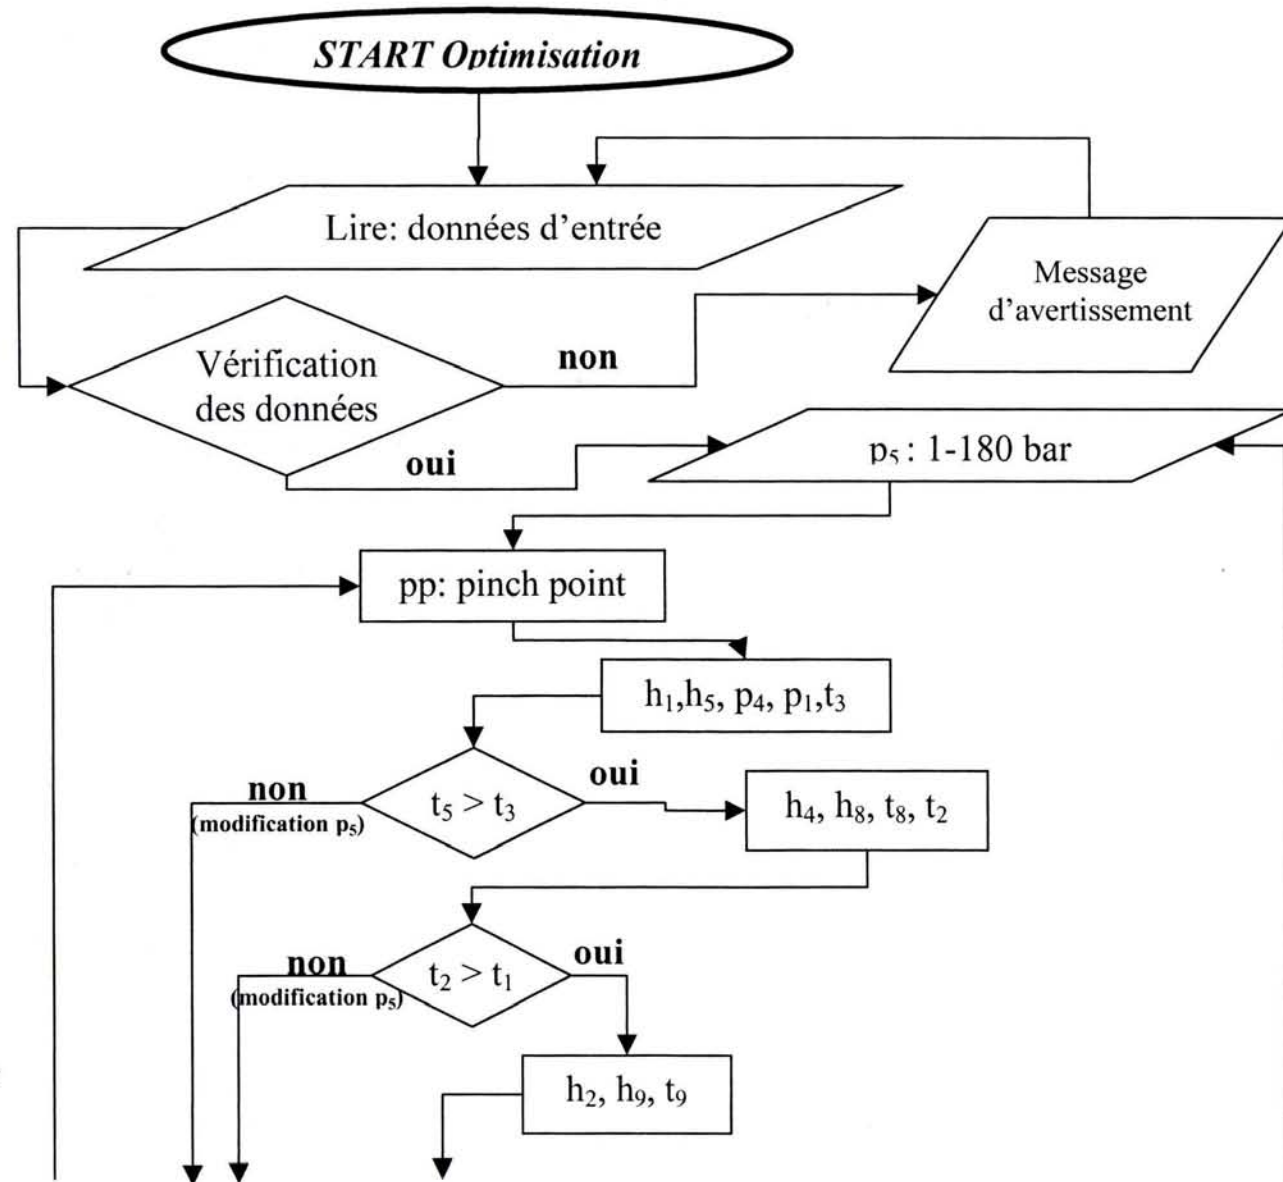 START Optimisation
Lire: données d'entrée
Message
d'avertissement
Vérification
des données
non
oui
p₅ : 1-180 bar
pp: pinch point
h₁,h₅, p₄, p₁,t₃
non
(modification p₅)
t₅ > t₃
oui
h₄, h₈, t₈, t₂
non
(modification p₅)
t₂ > t₁
oui
h₂, h₉, t₉